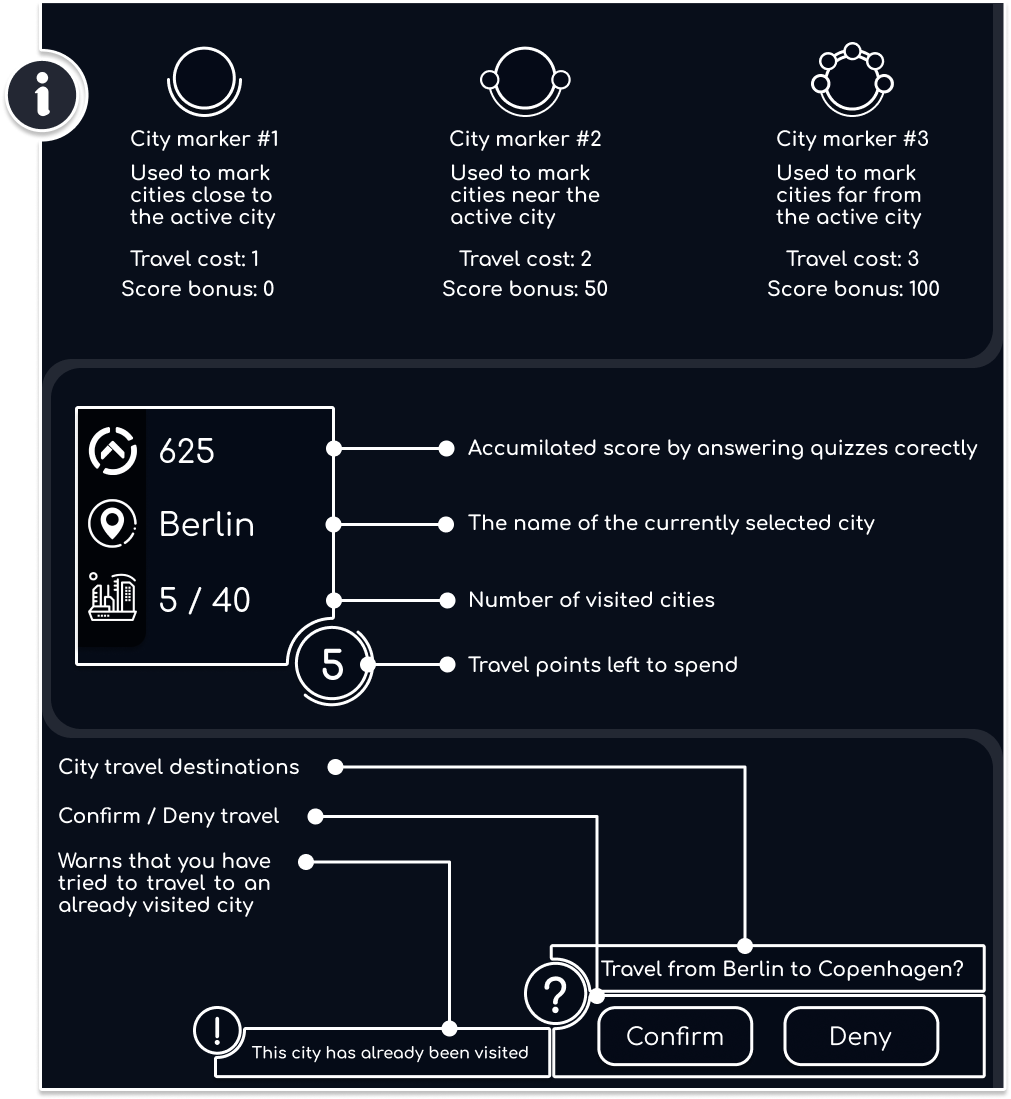 i
City marker #1
Used to mark
cities close to
the active city
Travel cost: 1
Score bonus: 0
City marker #2
Used to mark
cities near the
active city
Travel cost: 2
Score bonus: 50
City marker #3
Used to mark
cities far from
the active city
Travel cost: 3
Score bonus: 100
625
Accumilated score by answering quizzes corectly
Berlin
The name of the currently selected city
5 / 40
Number of visited cities
5
Travel points left to spend
City travel destinations
Confirm / Deny travel
Warns that you have
tried to travel to an
already visited city
Travel from Berlin to Copenhagen?
?
Confirm
Deny
!
This city has already been visited